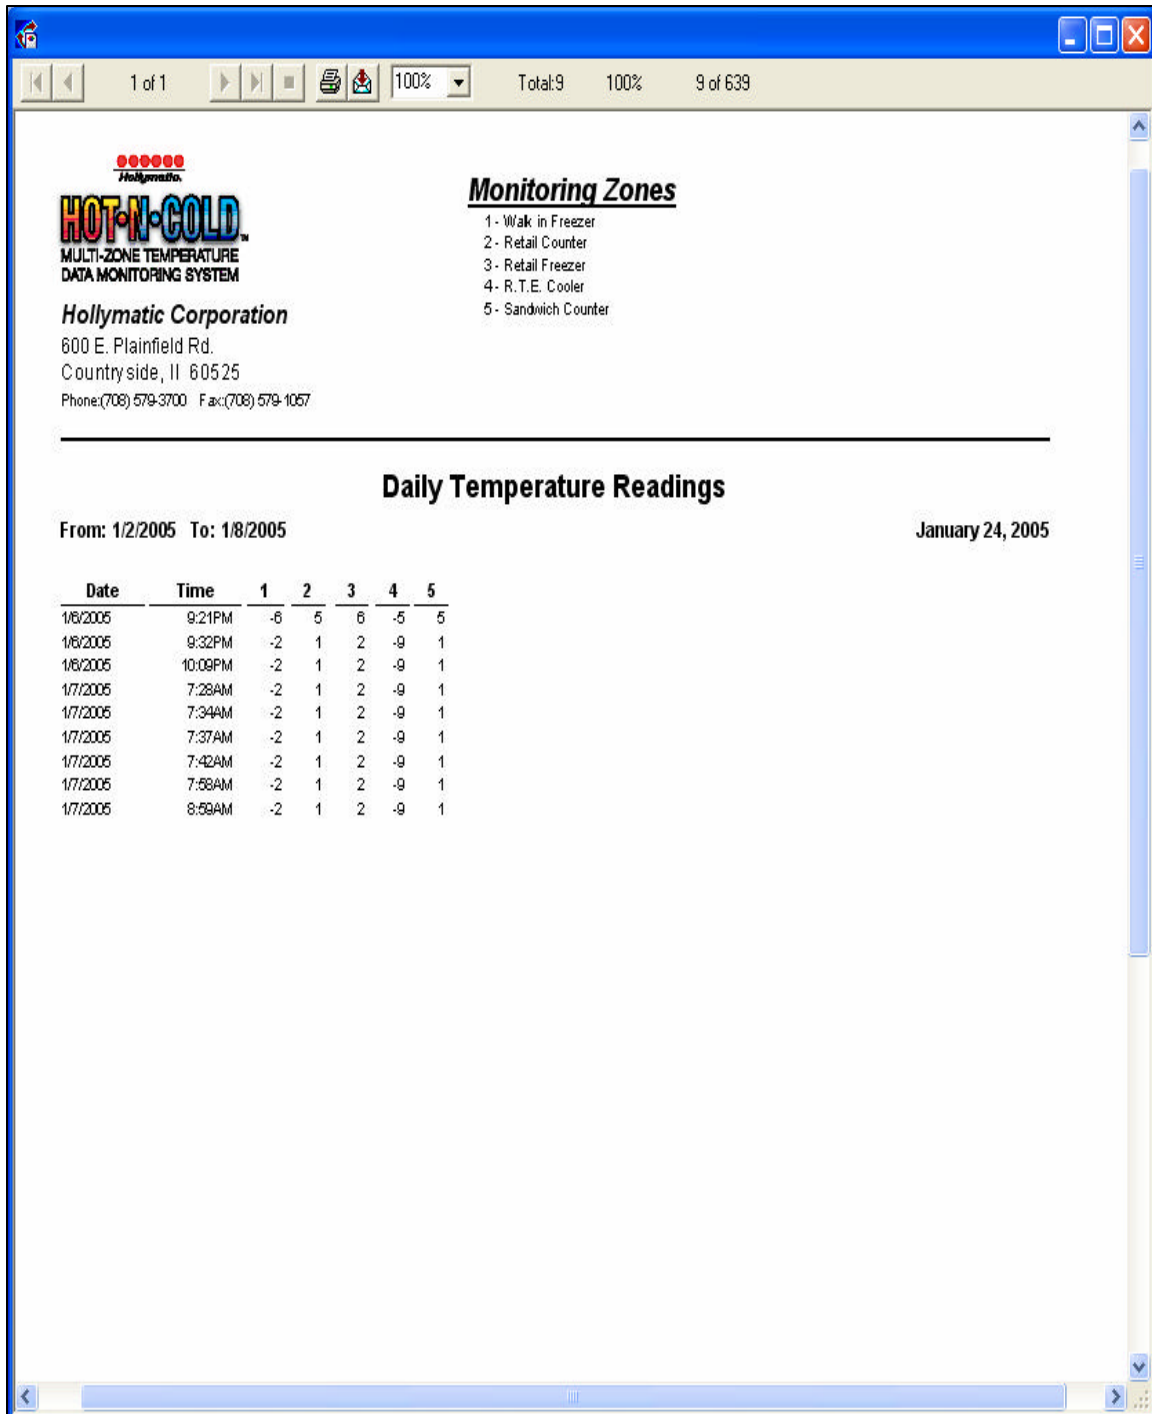 1 of 1 100% Total:9 100% 9 of 639
Hollymatic.
HOT•N•COLD™
MULTI-ZONE TEMPERATURE
DATA MONITORING SYSTEM
Hollymatic Corporation
600 E. Plainfield Rd.
Countryside, Il 60525
Phone:(708) 579-3700 Fax:(708) 579-1057
Monitoring Zones
1 - Wak in Freezer
2 - Retail Counter
3 - Retail Freezer
4 - R.T.E. Cooler
5 - Sandwich Counter
Daily Temperature Readings
From: 1/2/2005 To: 1/8/2005 January 24, 2005
Date Time 1 2 3 4 5
1/6/2005 9:21PM -6 5 6 -5 5
1/6/2005 9:32PM -2 1 2 -9 1
1/6/2005 10:09PM -2 1 2 -9 1
1/7/2005 7:28AM -2 1 2 -9 1
1/7/2005 7:34AM -2 1 2 -9 1
1/7/2005 7:37AM -2 1 2 -9 1
1/7/2005 7:42AM -2 1 2 -9 1
1/7/2005 7:58AM -2 1 2 -9 1
1/7/2005 8:59AM -2 1 2 -9 1